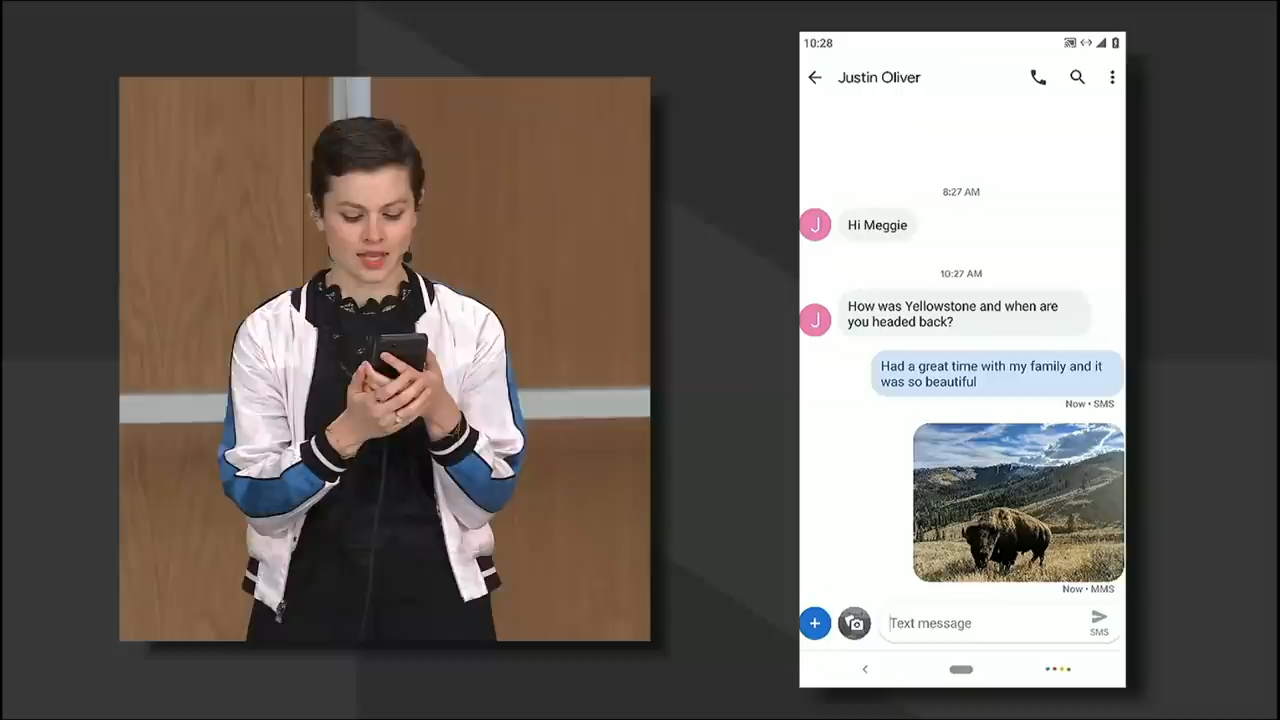 10:28
Justin Oliver
8:27 AM
J
Hi Meggie
10:27 AM
J
How was Yellowstone and when are
you headed back?
Had a great time with my family and it
was so beautiful
Now • SMS
Now • MMS
Text message
SMS